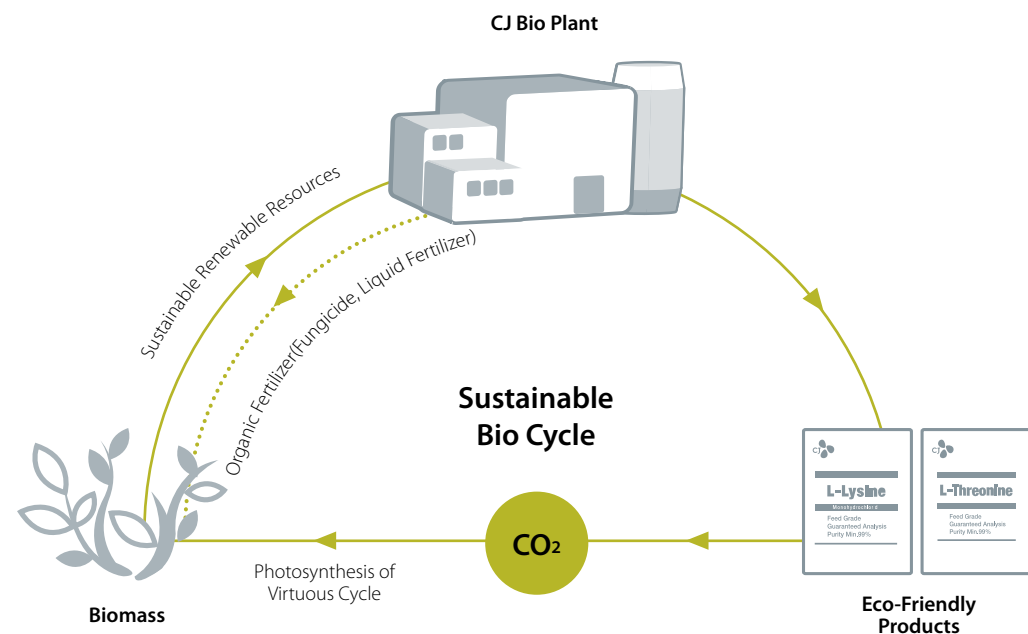 CJ Bio Plant
Sustainable Renewable Resources
Organic Fertilizer(Fungicide, Liquid Fertilizer)
Sustainable
Bio Cycle
CJ
L-Lysine
Monohydrochlorid
Feed Grade
Guaranteed Analysis
Purity Min,99%
CJ
L-Threonine
Feed Grade
Guaranteed Analysis
Purity Min,99%
CO2
Photosynthesis of
Virtuous Cycle
Biomass
Eco-Friendly
Products